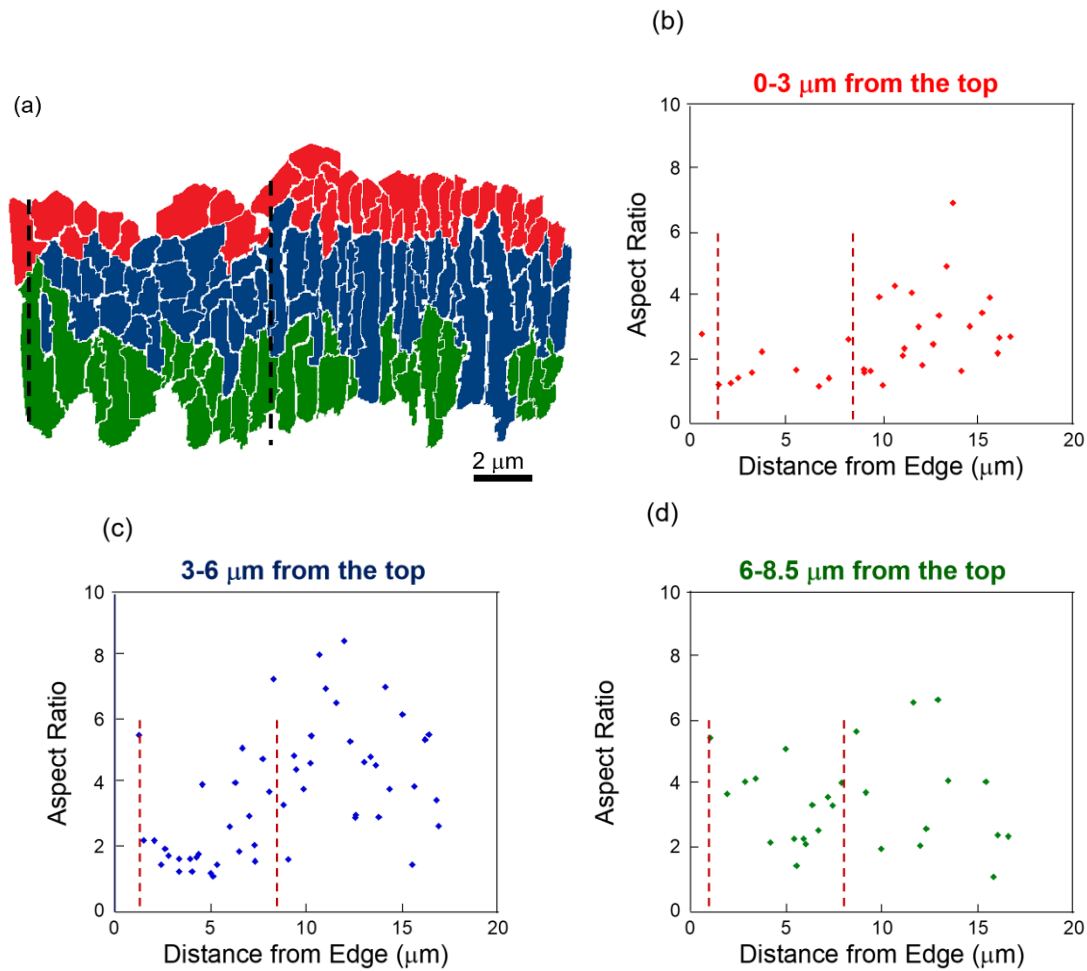 (a)
2 μm
(b)
0-3 μm from the top
Aspect Ratio
10
8
6
4
2
0
0
5
10
15
20
Distance from Edge (μm)
(c)
3-6 μm from the top
Aspect Ratio
10
8
6
4
2
0
0
5
10
15
20
Distance from Edge (μm)
(d)
6-8.5 μm from the top
Aspect Ratio
10
8
6
4
2
0
0
5
10
15
20
Distance from Edge (μm)